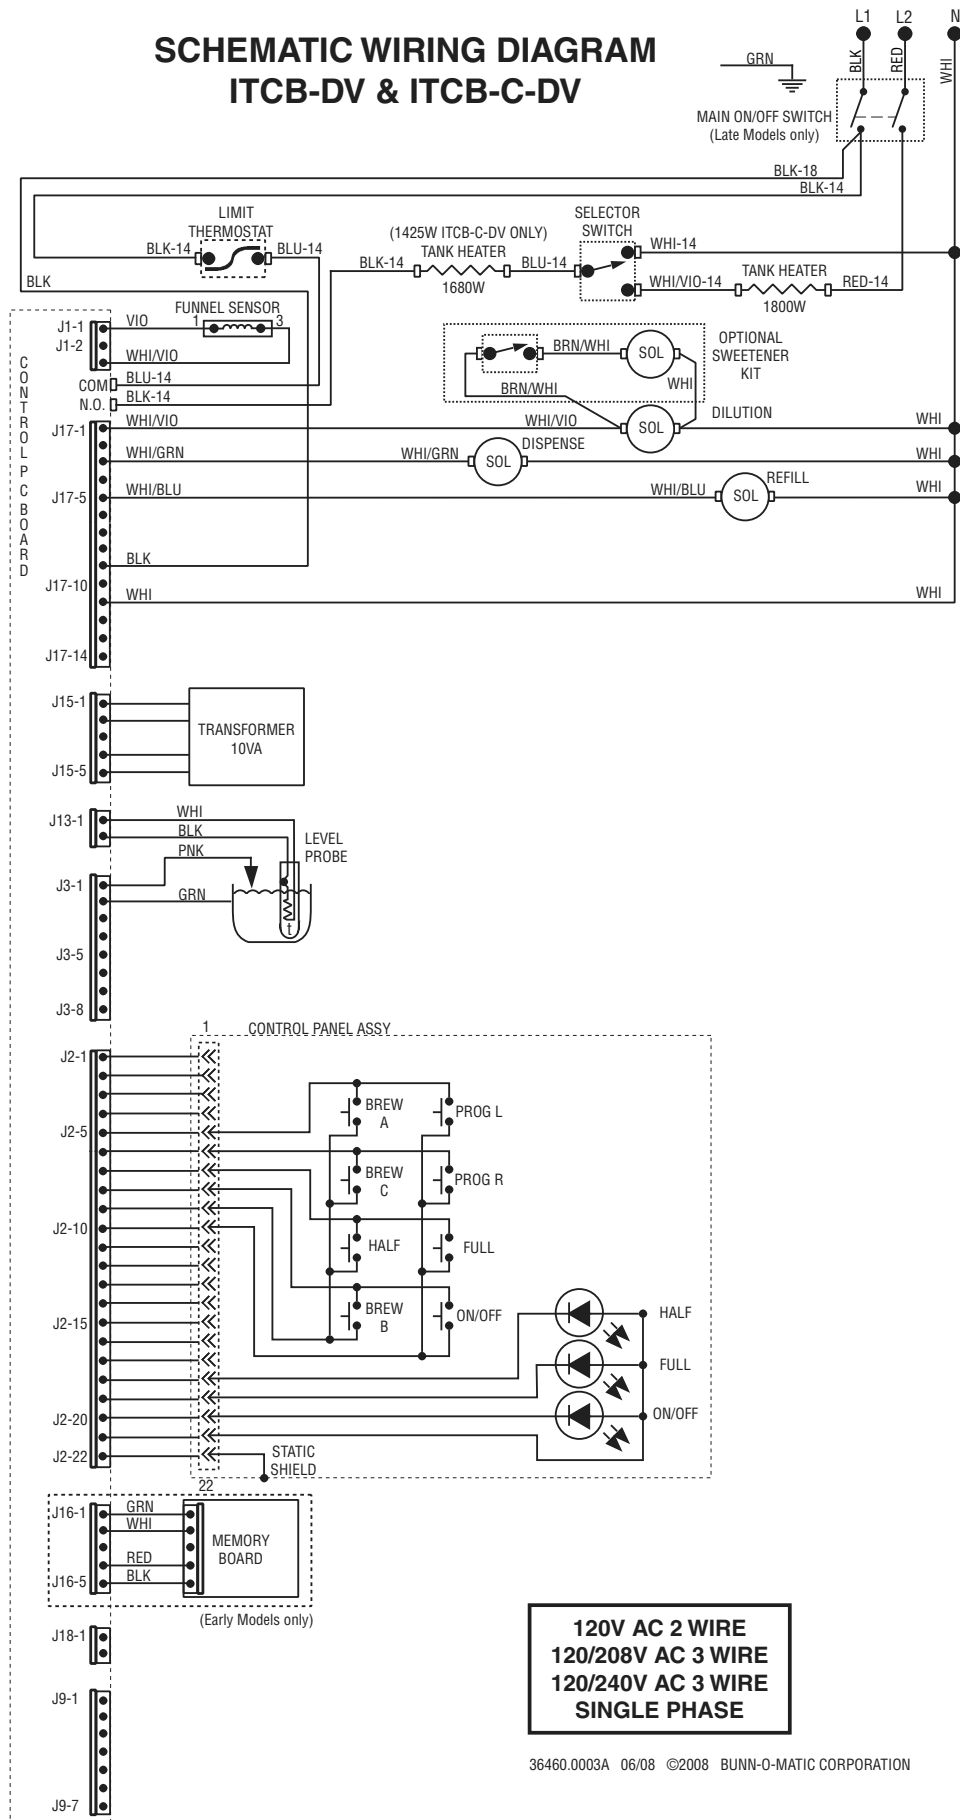 SCHEMATIC WIRING DIAGRAM
ITCB-DV & ITCB-C-DV
L1
L2
N
GRN
BLK
RED
WHI
MAIN ON/OFF SWITCH
(Late Models only)
BLK-18
BLK-14
LIMIT
THERMOSTAT
BLK-14
BLU-14
(1425W ITCB-C-DV ONLY)
TANK HEATER
BLK-14
BLU-14
1680W
SELECTOR
SWITCH
WHI-14
WHI/VIO-14
TANK HEATER
RED-14
1800W
BLK
FUNNEL SENSOR
J1-1
VIO
1
3
J1-2
WHI/VIO
COM
BLU-14
N.O.
BLK-14
CONTROL PC BOARD
BRN/WHI
SOL
OPTIONAL
SWEETENER
KIT
BRN/WHI
WHI
J17-1
WHI/VIO
WHI/VIO
SOL
DILUTION
WHI
WHI/GRN
WHI/GRN
SOL
DISPENSE
WHI
J17-5
WHI/BLU
WHI/BLU
SOL
REFILL
WHI
BLK
J17-10
WHI
WHI
J17-14
J15-1
TRANSFORMER
10VA
J15-5
J13-1
WHI
BLK
LEVEL
PROBE
PNK
J3-1
GRN
t
J3-5
J3-8
1
CONTROL PANEL ASSY
J2-1
J2-5
BREW
A
PROG L
BREW
C
PROG R
J2-10
HALF
FULL
J2-15
BREW
B
ON/OFF
HALF
FULL
J2-20
ON/OFF
J2-22
STATIC
SHIELD
22
J16-1
GRN
WHI
MEMORY
BOARD
RED
J16-5
BLK
(Early Models only)
J18-1
J9-1
J9-7
120V AC 2 WIRE
120/208V AC 3 WIRE
120/240V AC 3 WIRE
SINGLE PHASE
36460.0003A 06/08 ©2008 BUNN-O-MATIC CORPORATION